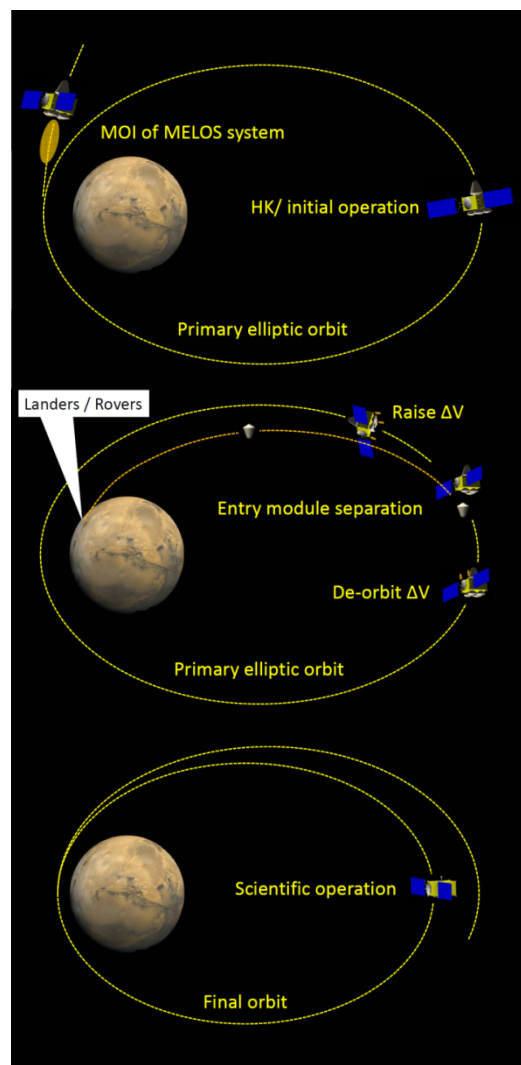 MOI of MELOS system
HK/ initial operation
Primary elliptic orbit
Landers / Rovers
Raise ΔV
Entry module separation
De-orbit ΔV
Primary elliptic orbit
Scientific operation
Final orbit